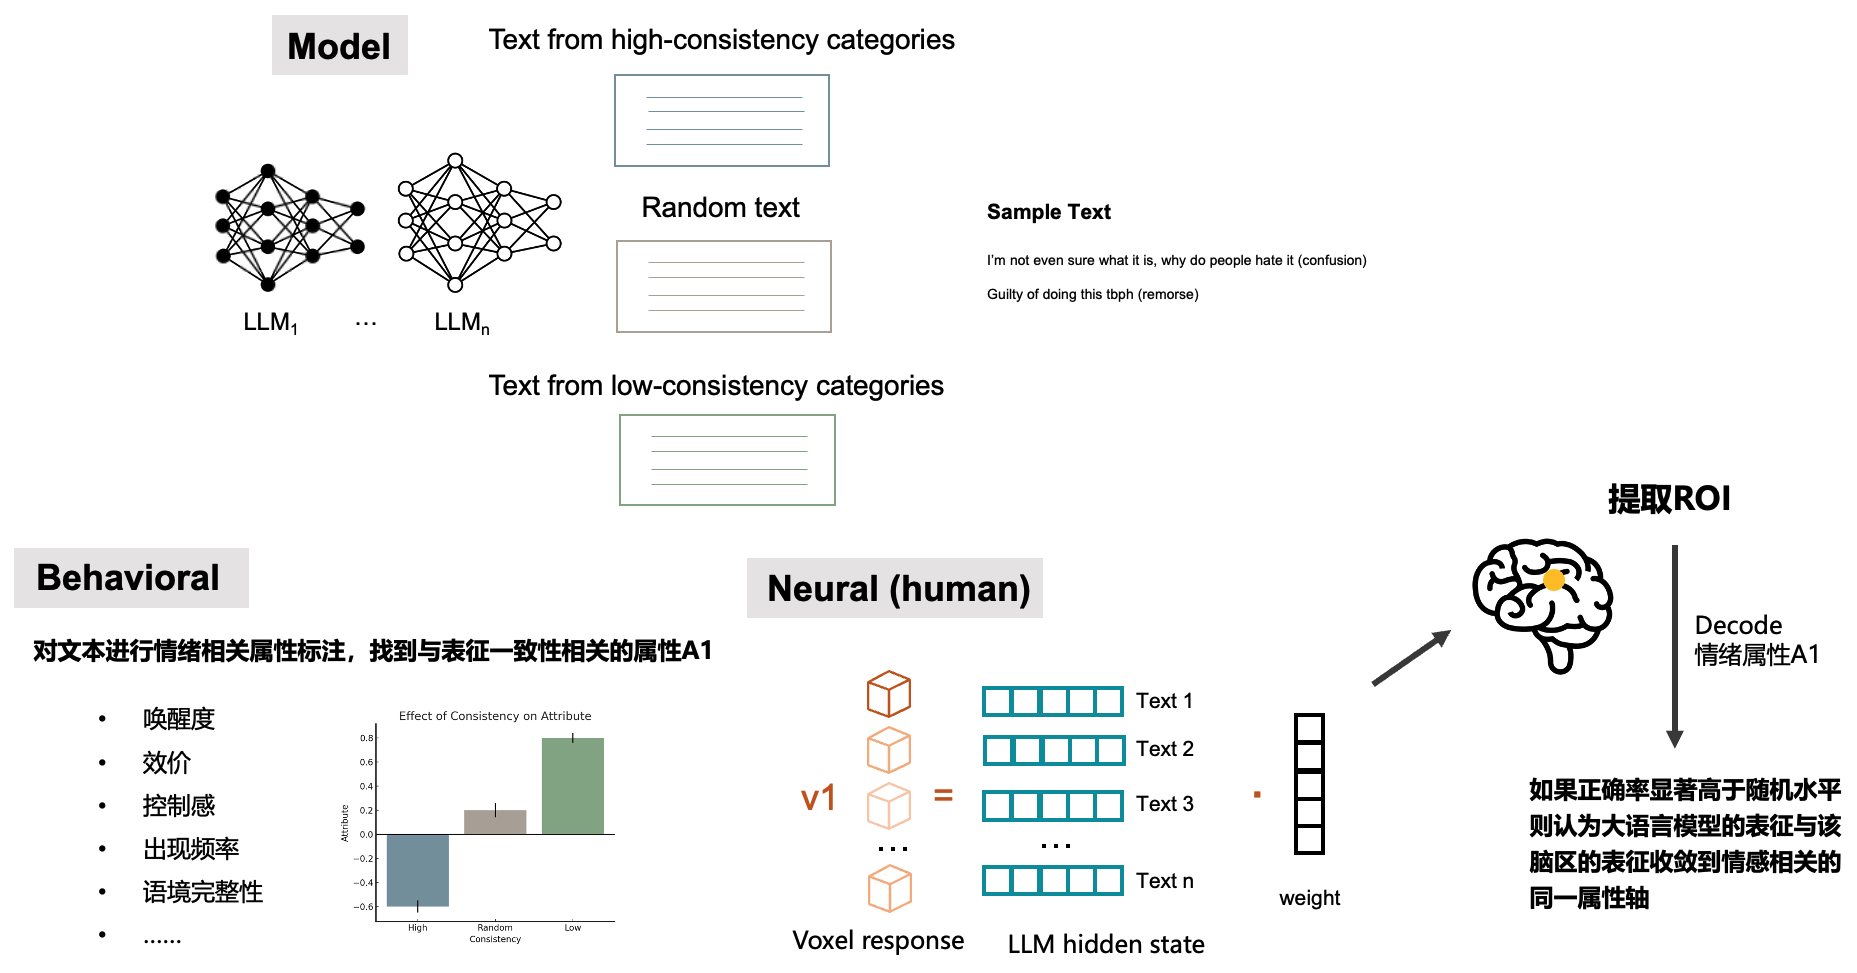 Model
Text from high-consistency categories
Random text
LLM1
...
LLMn
Text from low-consistency categories
Sample Text
I'm not even sure what it is, why do people hate it (confusion)
Guilty of doing this tbph (remorse)
Behavioral
对文本进行情绪相关属性标注，找到与表征一致性相关的属性A1
• 唤醒度
• 效价
• 控制感
• 出现频率
• 语境完整性
• ......
Effect of Consistency on Attribute
Attribute
0.8
0.6
0.4
0.2
0.0
−0.2
−0.4
−0.6
High
Random
Low
Consistency
Neural (human)
v1
=
Text 1
Text 2
Text 3
...
...
Text n
·
weight
Voxel response
LLM hidden state
提取ROI
Decode
情绪属性A1
如果正确率显著高于随机水平
则认为大语言模型的表征与该
脑区的表征收敛到情感相关的
同一属性轴